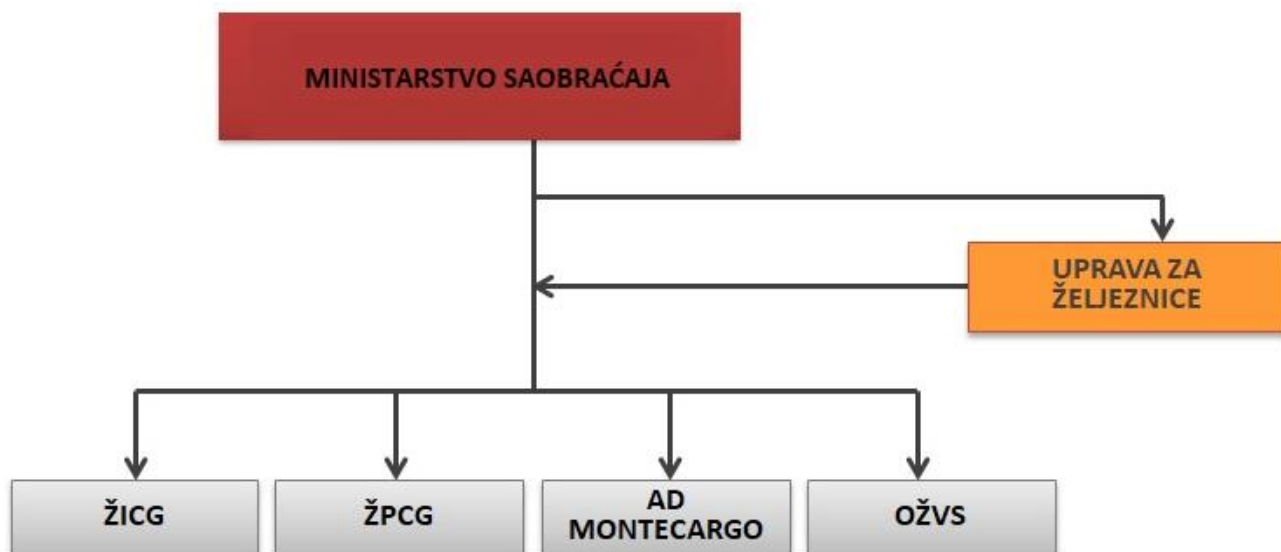 MINISTARSTVO SAOBRAĆAJA
UPRAVA ZA
ŽELJEZNICE
ŽICG
ŽPCG
AD
MONTECARGO
OŽVS